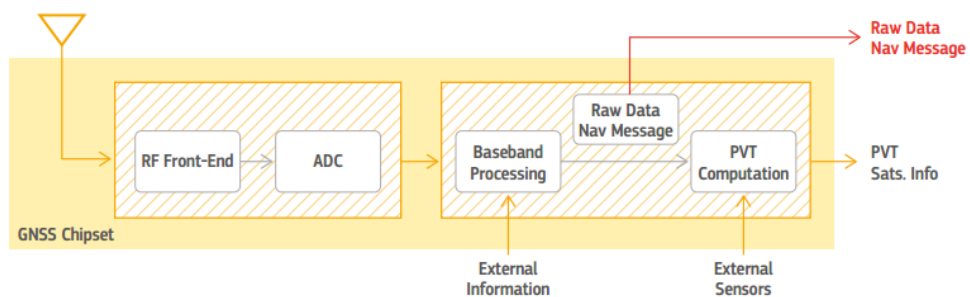 Raw Data
Nav Message
Raw Data
Nav Message
RF Front-End
ADC
Baseband
Processing
PVT
Computation
PVT
Sats. Info
GNSS Chipset
External
Information
External
Sensors